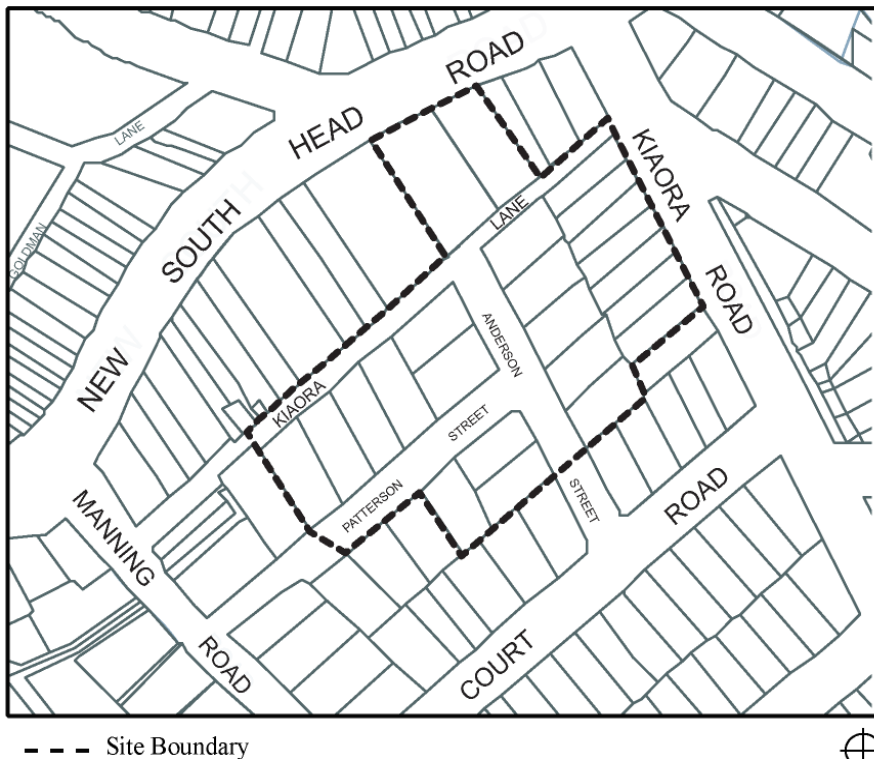 NEW SOUTH HEAD ROAD
LANE
GOLDMAN
KIAORA ROAD
KIAORA LANE
ANDERSON STREET
PATTERSON STREET
MANNING ROAD
COURT ROAD
Site Boundary